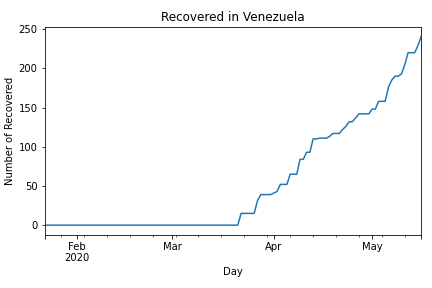 Recovered in Venezuela
Number of Recovered
250
200
150
100
50
0
Feb
2020
Mar
Apr
May
Day